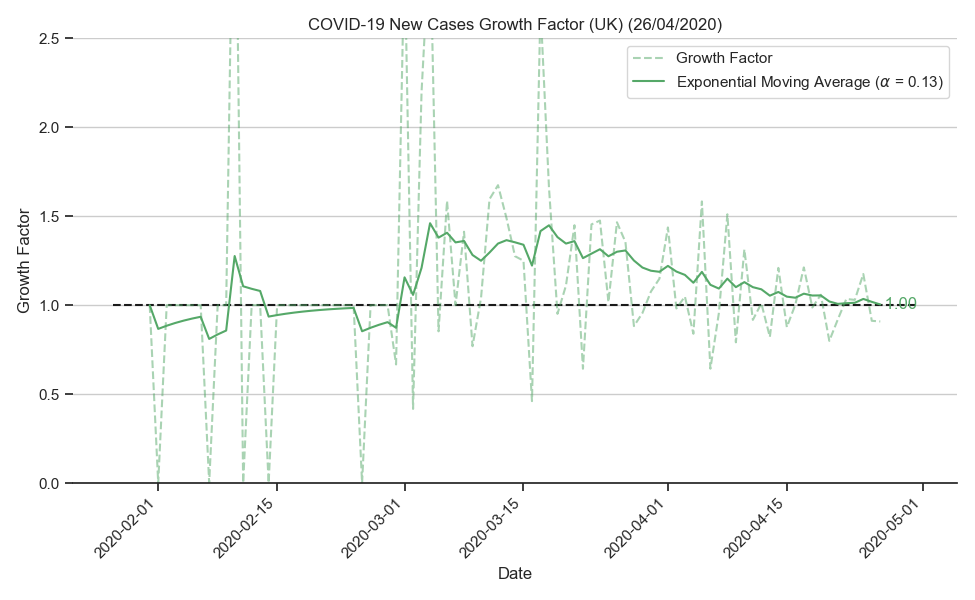 COVID-19 New Cases Growth Factor (UK) (26/04/2020)
Growth Factor
Exponential Moving Average (α = 0.13)
Growth Factor
2.5
2.0
1.5
1.0
0.5
0.0
1.00
2020-02-01
2020-02-15
2020-03-01
2020-03-15
2020-04-01
2020-04-15
2020-05-01
Date